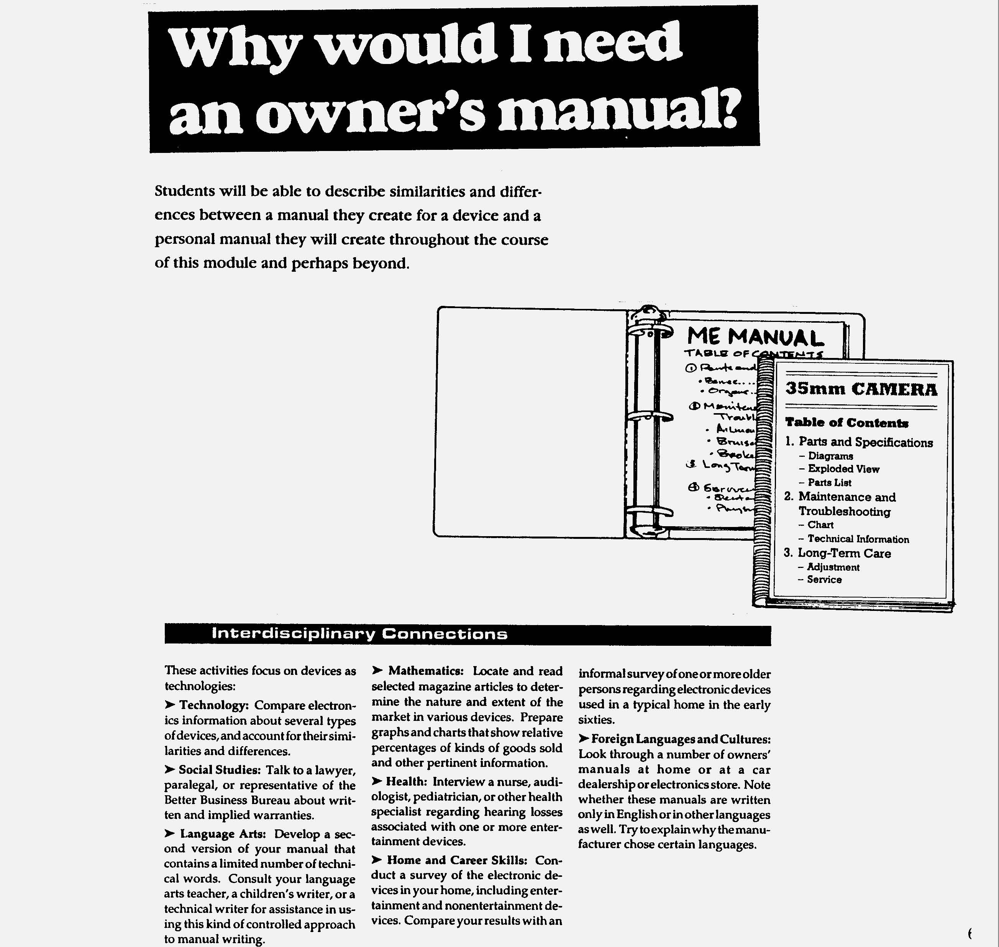 Why would I need
an owner's manual?
Students will be able to describe similarities and differ-
ences between a manual they create for a device and a
personal manual they will create throughout the course
of this module and perhaps beyond.
ME MANUAL
TABLE OF CONTENTS
and
Trouble
Long Term
35mm CAMERA
Table of Contents
1. Parts and Specifications
– Diagrams
– Exploded View
– Parts List
2. Maintenance and
Troubleshooting
– Chart
– Technical Information
3. Long-Term Care
– Adjustment
– Service
Interdisciplinary Connections
These activities focus on devices as
technologies:
➤ Technology: Compare electron-
ics information about several types
of devices, and account for their simi-
larities and differences.
➤ Social Studies: Talk to a lawyer,
paralegal, or representative of the
Better Business Bureau about writ-
ten and implied warranties.
➤ Language Arts: Develop a sec-
ond version of your manual that
contains a limited number of techni-
cal words. Consult your language
arts teacher, a children's writer, or a
technical writer for assistance in us-
ing this kind of controlled approach
to manual writing.
➤ Mathematics: Locate and read
selected magazine articles to deter-
mine the nature and extent of the
market in various devices. Prepare
graphs and charts that show relative
percentages of kinds of goods sold
and other pertinent information.
➤ Health: Interview a nurse, audi-
ologist, pediatrician, or other health
specialist regarding hearing losses
associated with one or more enter-
tainment devices.
➤ Home and Career Skills: Con-
duct a survey of the electronic de-
vices in your home, including enter-
tainment and nonentertainment de-
vices. Compare your results with an
informal survey of one or more older
persons regarding electronic devices
used in a typical home in the early
sixties.
➤ Foreign Languages and Cultures:
Look through a number of owners'
manuals at home or at a car
dealership or electronics store. Note
whether these manuals are written
only in English or in other languages
as well. Try to explain why the manu-
facturer chose certain languages.